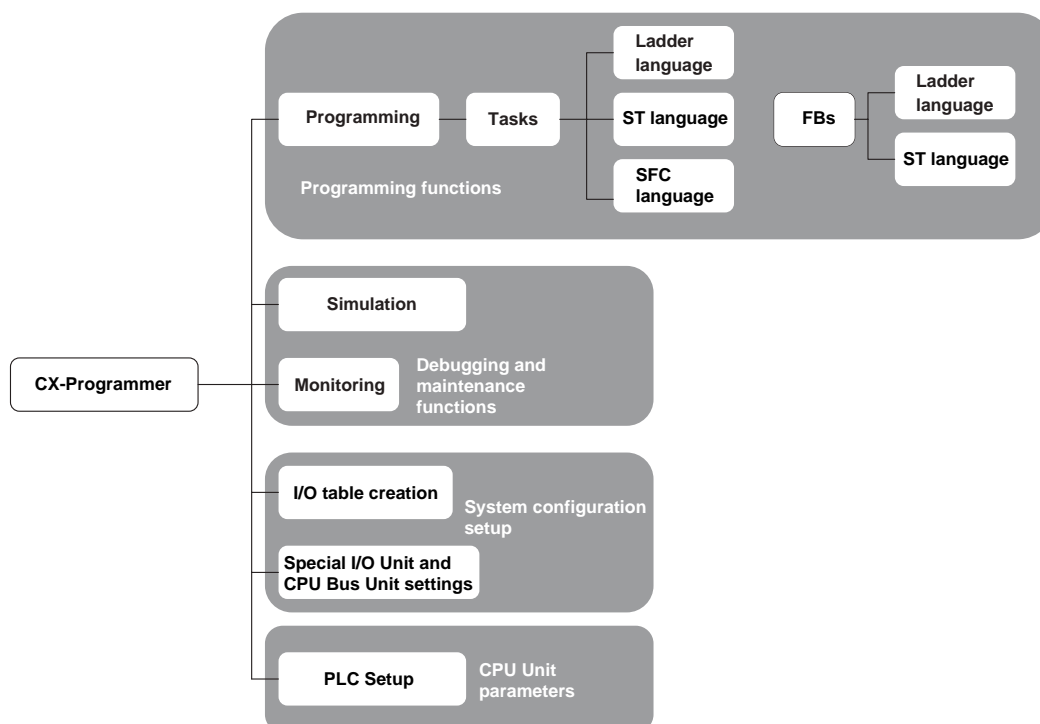 Ladder
language
Ladder
language
Programming
Tasks
ST language
FBs
ST language
SFC
language
Programming functions
Simulation
CX-Programmer
Monitoring
Debugging and
maintenance
functions
I/O table creation
System configuration
setup
Special I/O Unit and
CPU Bus Unit settings
PLC Setup
CPU Unit
parameters